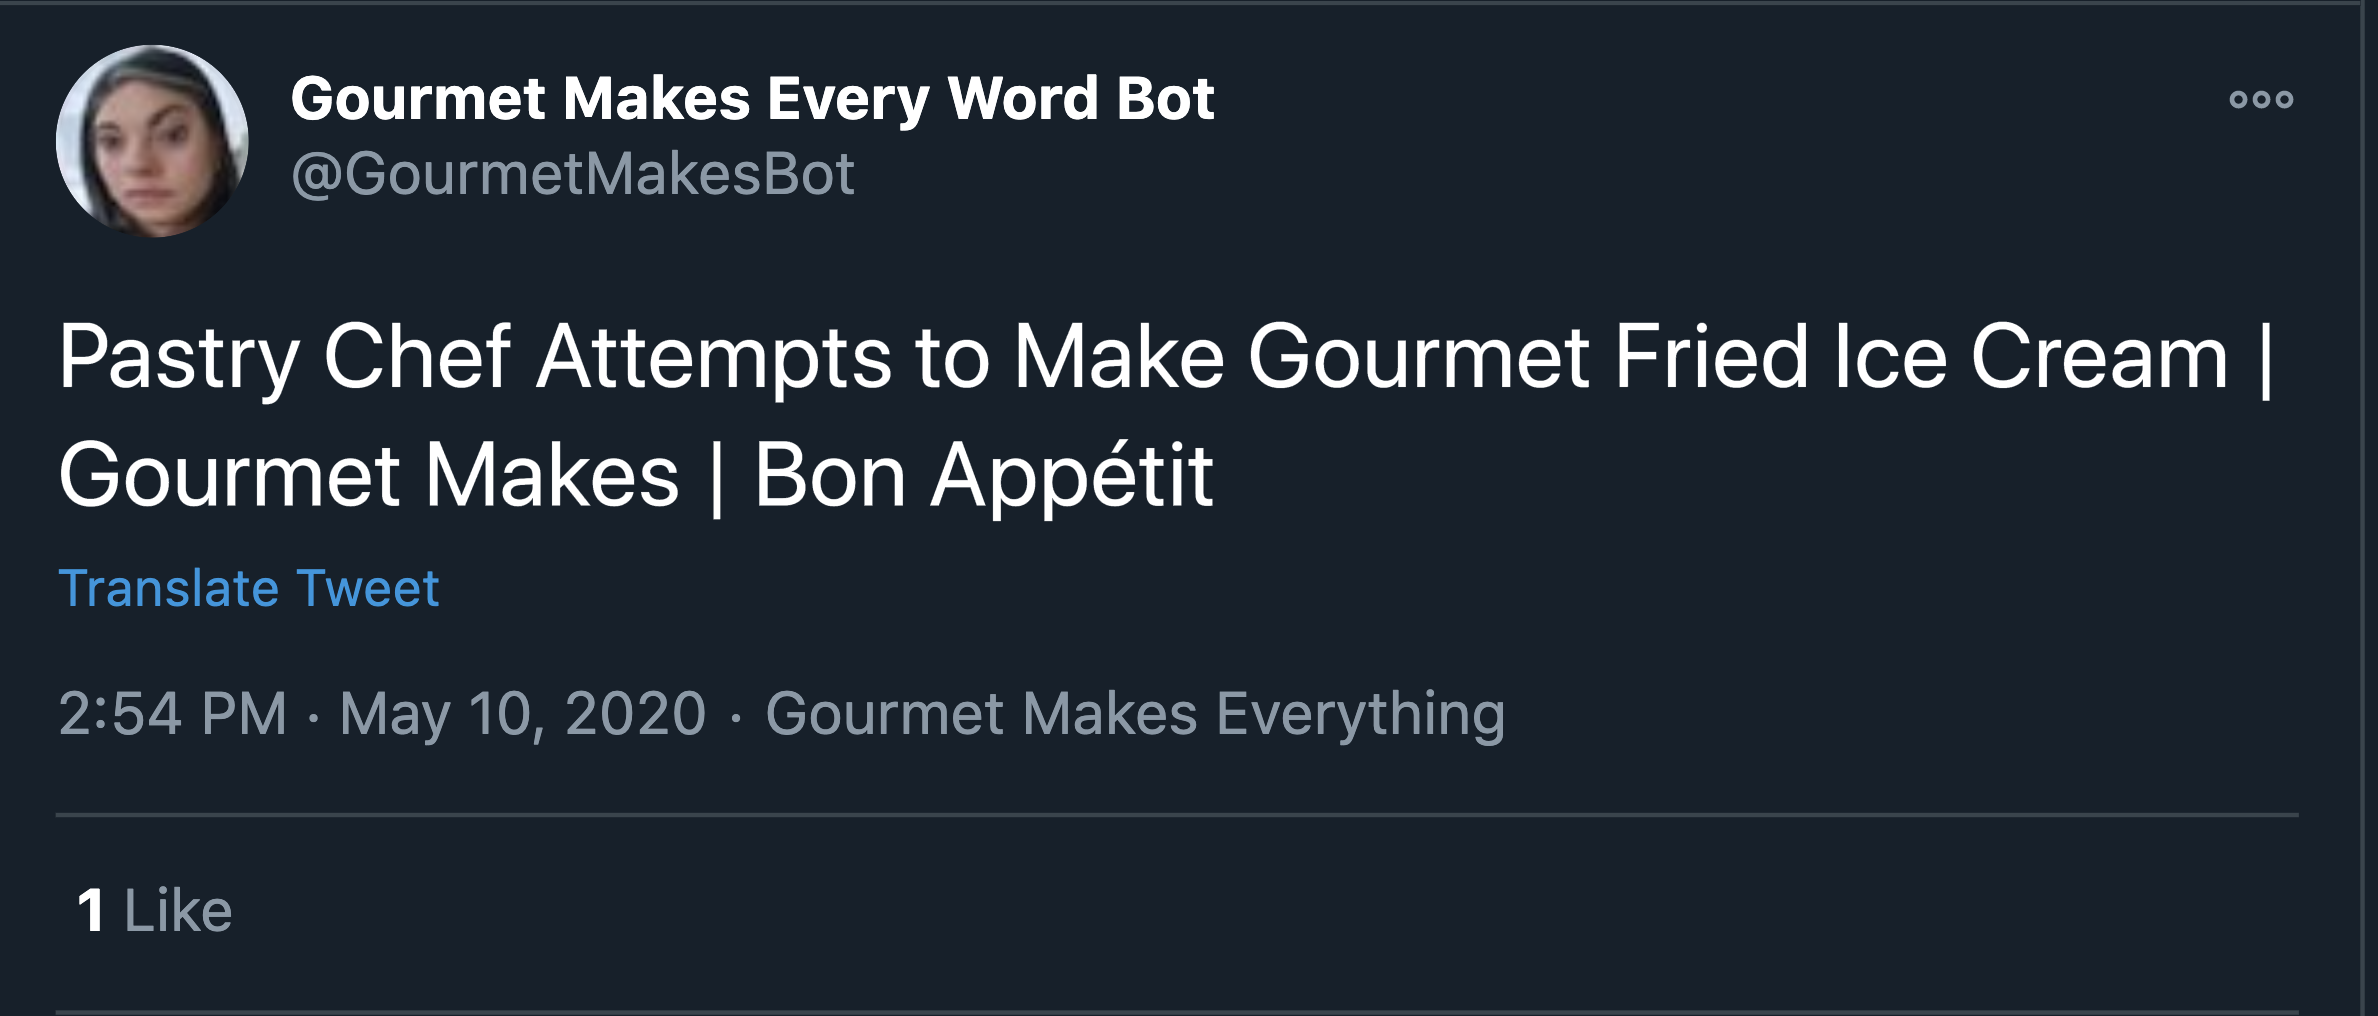 Gourmet Makes Every Word Bot
@GourmetMakesBot
Pastry Chef Attempts to Make Gourmet Fried Ice Cream |
Gourmet Makes | Bon Appétit
Translate Tweet
2:54 PM · May 10, 2020 · Gourmet Makes Everything
1 Like